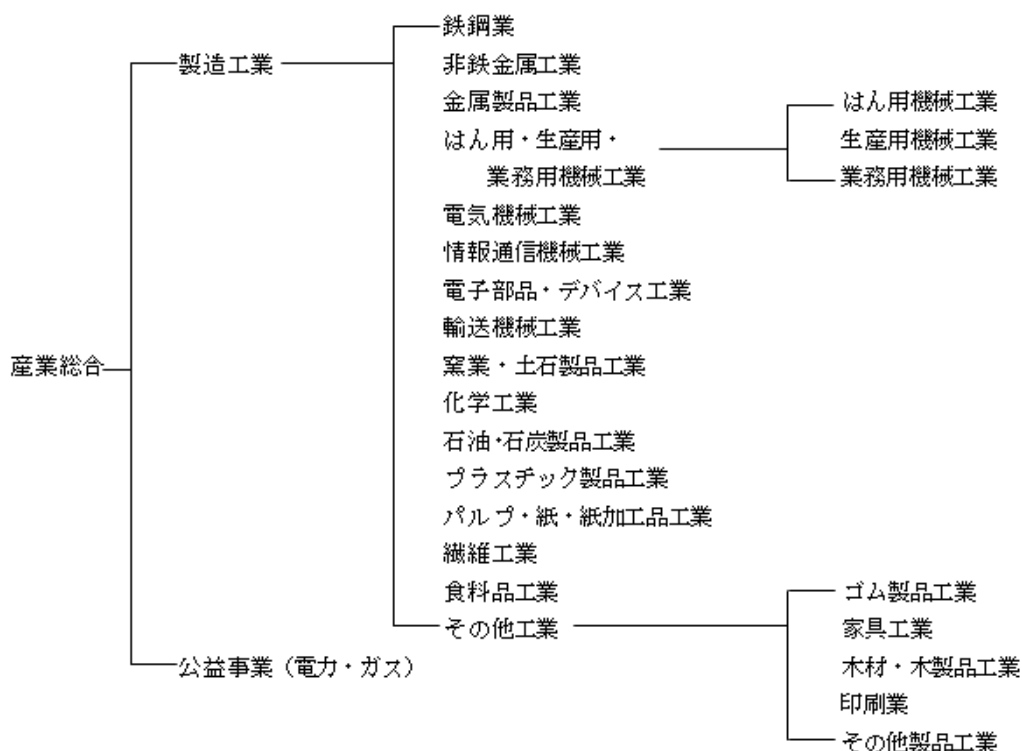 産業総合
製造工業
鉄鋼業
非鉄金属工業
金属製品工業
はん用・生産用・
業務用機械工業
はん用機械工業
生産用機械工業
業務用機械工業
電気機械工業
情報通信機械工業
電子部品・デバイス工業
輸送機械工業
窯業・土石製品工業
化学工業
石油・石炭製品工業
プラスチック製品工業
パルプ・紙・紙加工品工業
繊維工業
食料品工業
その他工業
ゴム製品工業
家具工業
木材・木製品工業
印刷業
その他製品工業
公益事業（電力・ガス）